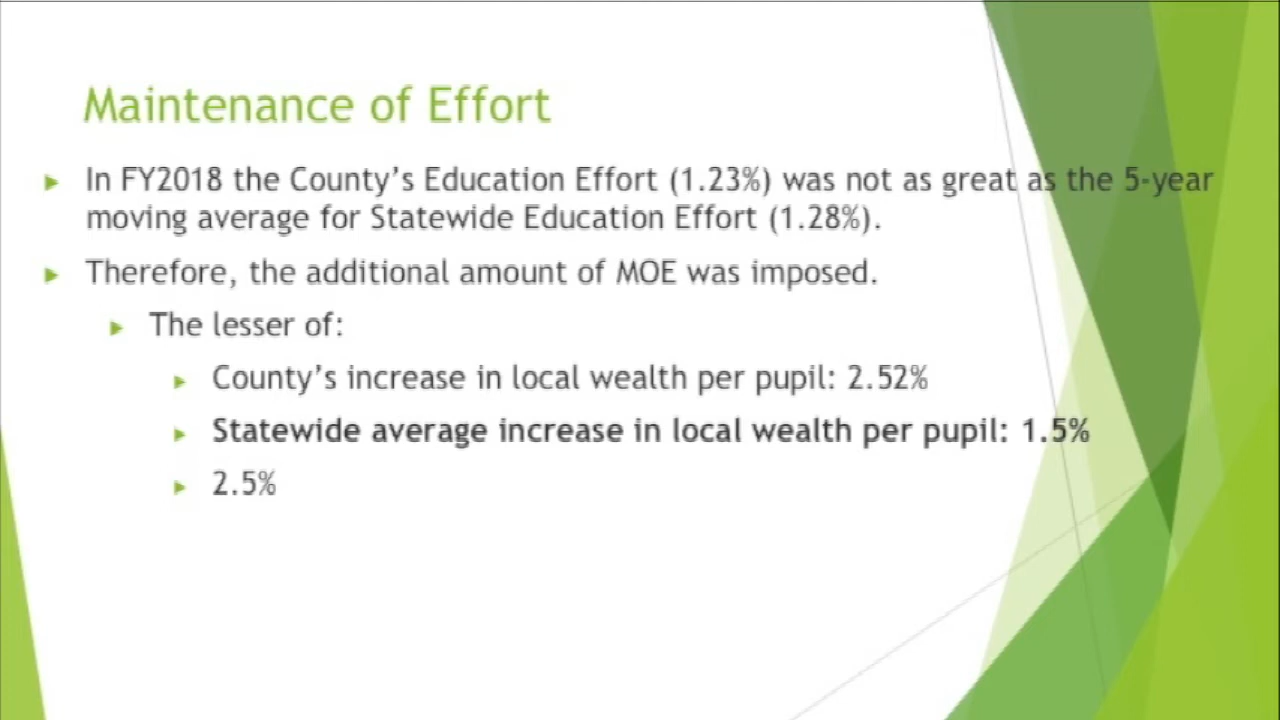 Maintenance of Effort
In FY2018 the County's Education Effort (1.23%) was not as great as the 5-year
moving average for Statewide Education Effort (1.28%).
Therefore, the additional amount of MOE was imposed.
The lesser of:
County's increase in local wealth per pupil: 2.52%
Statewide average increase in local wealth per pupil: 1.5%
2.5%